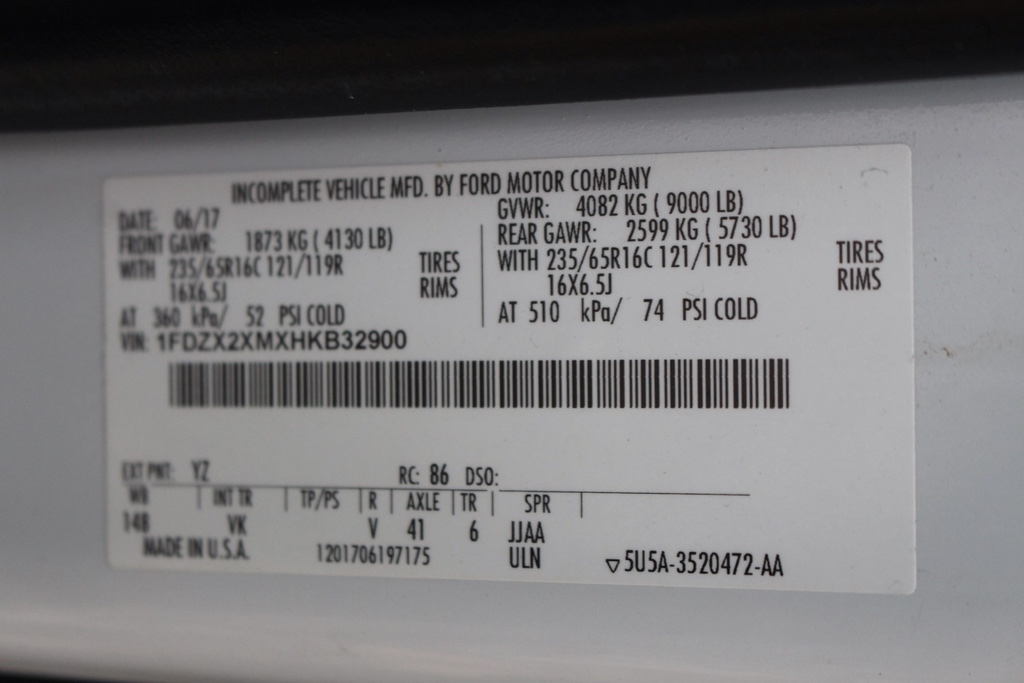 INCOMPLETE VEHICLE MFD. BY FORD MOTOR COMPANY
DATE: 06/17
GVWR: 4082 KG ( 9000 LB)
FRONT GAWR: 1873 KG ( 4130 LB)
REAR GAWR: 2599 KG ( 5730 LB)
WITH 235/65R16C 121/119R TIRES
16X6.5J RIMS
WITH 235/65R16C 121/119R TIRES
16X6.5J RIMS
AT 360 kPa/ 52 PSI COLD
AT 510 kPa/ 74 PSI COLD
VIN: 1FDZX2XMXHKB32900
EXT PNT: YZ RC: 86 DSO:
WB | INT TR | TP/PS | R | AXLE | TR | SPR |
148 VK V 41 6 JJAA
MADE IN U.S.A. 1201706197175 ULN ▽5U5A-3520472-AA